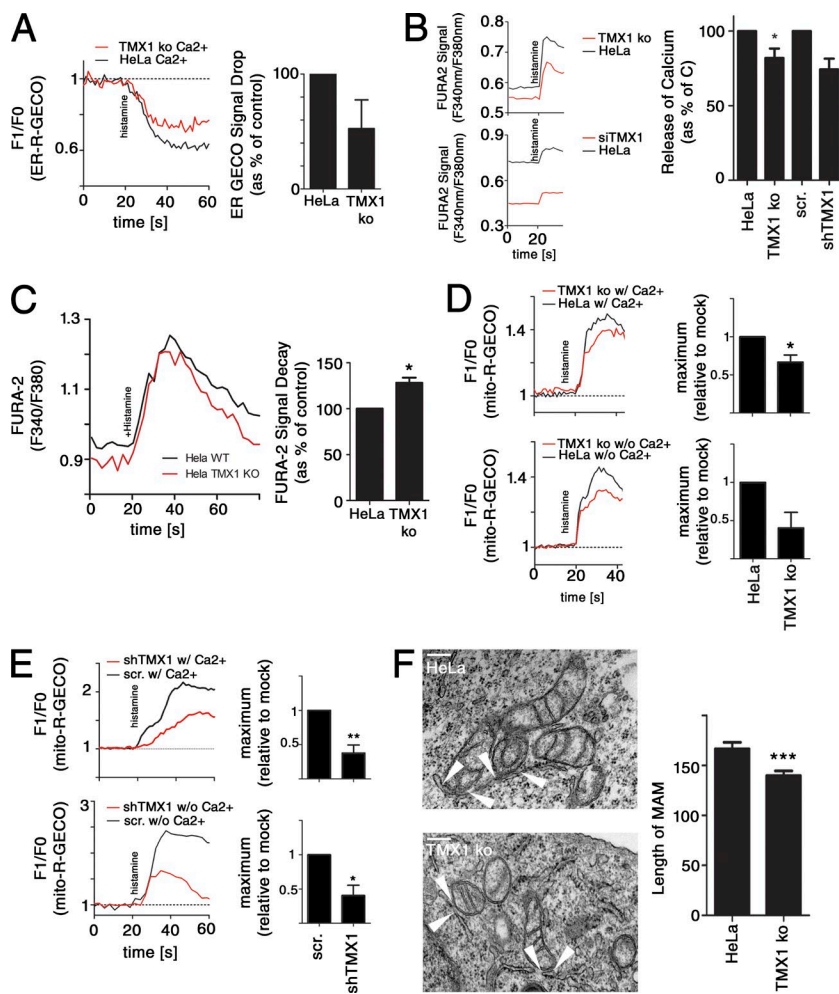 A
TMX1 ko Ca2+
HeLa Ca2+
F1/F0
(ER-R-GECO)
1
0.6
histamine
0
20
40
60
time [s]
ER GECO Signal Drop
(as % of control)
100
50
0
HeLa
TMX1
ko
B
FURA2 Signal
(F340nm/F380nm)
0.8
0.7
0.6
0.5
histamine
TMX1 ko
HeLa
FURA2 Signal
(F340nm/F380nm)
0.9
0.6
0.3
histamine
siTMX1
HeLa
0
20
time [s]
Release of Calcium
(as % of C)
100
50
0
*
HeLa
TMX1 ko
scr.
shTMX1
C
FURA-2
(F340/F380)
1.3
1.1
0.9
+Histamine
Hela WT
Hela TMX1 KO
0
20
40
60
time [s]
FURA-2 Signal Decay
(as % of control)
150
100
50
0
*
HeLa
TMX1
ko
D
TMX1 ko w/ Ca2+
HeLa w/ Ca2+
F1/F0
(mito-R-GECO)
1.4
1
histamine
0
20
40
maximum
(relative to mock)
1
0.5
*
TMX1 ko w/o Ca2+
HeLa w/o Ca2+
F1/F0
(mito-R-GECO)
1.4
1
histamine
0
20
40
time [s]
maximum
(relative to mock)
1
0.5
HeLa
TMX1 ko
E
shTMX1 w/ Ca2+
scr. w/ Ca2+
F1/F0
(mito-R-GECO)
2
1
histamine
maximum
(relative to mock)
1
0.5
**
shTMX1 w/o Ca2+
scr. w/o Ca2+
F1/F0
(mito-R-GECO)
3
1
histamine
0
20
40
60
time [s]
maximum
(relative to mock)
1
0.5
*
scr.
shTMX1
F
HeLa
TMX1 ko
Length of MAM
150
100
50
0
***
HeLa
TMX1 ko